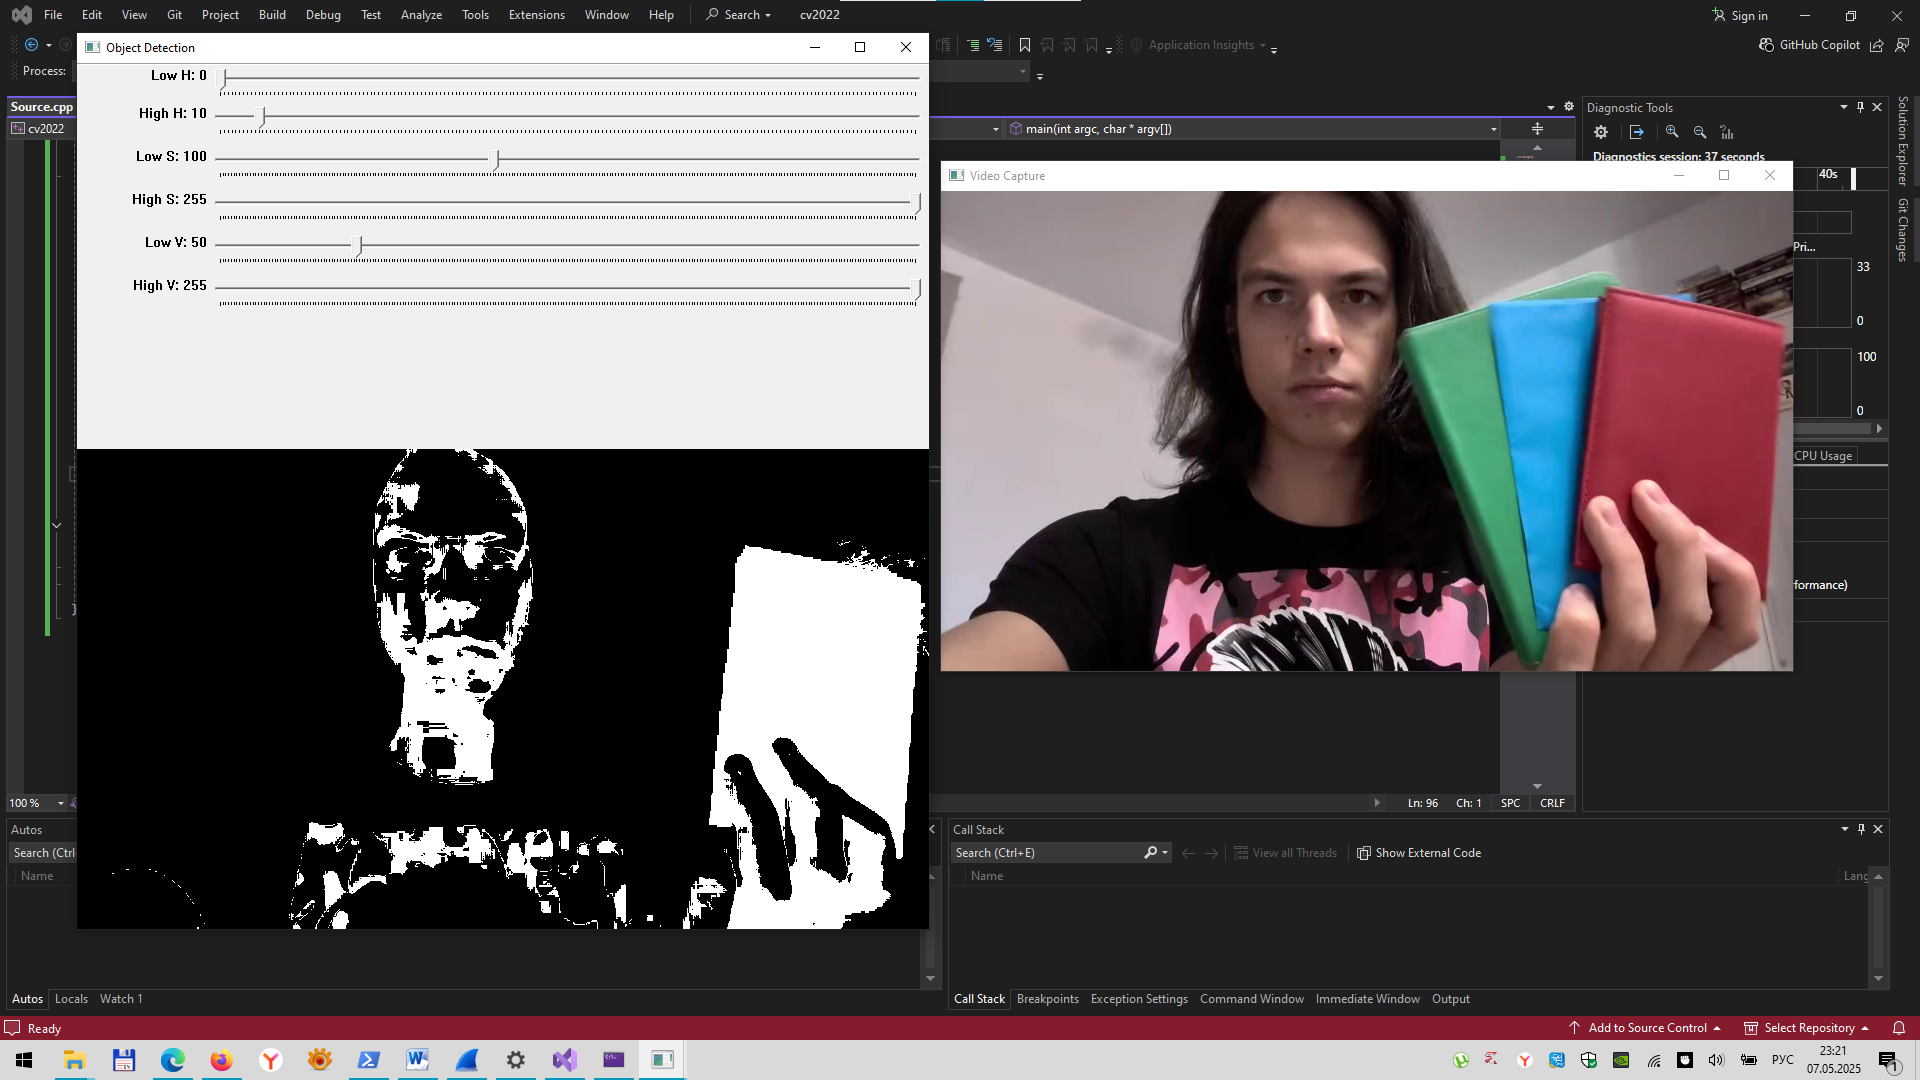 File Edit View Git Project Build Debug Test Analyze Tools Extensions Window Help Search cv2022 Sign in
Application Insights GitHub Copilot
Process:
Object Detection
Low H: 0
High H: 10
Low S: 100
High S: 255
Low V: 50
High V: 255
Source.cpp
cv2022 main(int argc, char * argv[])
Video Capture
Diagnostic Tools
Diagnostics session: 37 seconds
40s
Pri...
33
0
100
0
CPU Usage
formance)
Solution Explorer
Git Changes
100 % Ln: 96 Ch: 1 SPC CRLF
Autos
Search (Ctrl
Name
Autos Locals Watch 1
Call Stack
Search (Ctrl+E) View all Threads Show External Code
Name Lang
Call Stack Breakpoints Exception Settings Command Window Immediate Window Output
Ready Add to Source Control Select Repository
РУС 23:21
07.05.2025
1